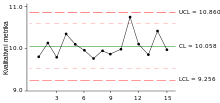 11.0
10.0
9.0
Kvalitātes metrika
UCL = 10.860
CL = 10.058
LCL = 9.256
3
6
9
12
15